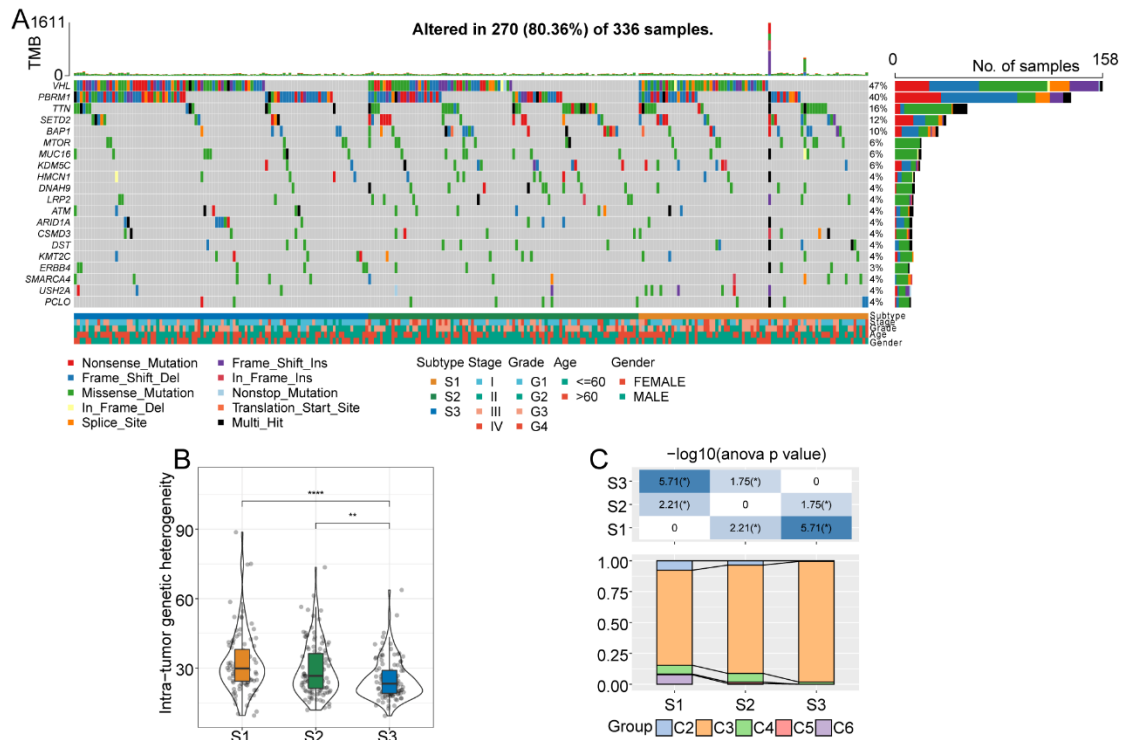 A
1611
0
TMB
Altered in 270 (80.36%) of 336 samples.
0 No. of samples 158
VHL 47%
PBRM1 40%
TTN 16%
SETD2 12%
BAP1 10%
MTOR 6%
MUC16 6%
KDM5C 6%
HMCN1 4%
DNAH9 4%
LRP2 4%
ATM 4%
ARID1A 4%
CSMD3 4%
DST 4%
KMT2C 4%
ERBB4 3%
SMARCA4 4%
USH2A 4%
PCLO 4%
Subtype
Stage
Grade
Age
Gender
Nonsense_Mutation
Frame_Shift_Del
Missense_Mutation
In_Frame_Del
Splice_Site
Frame_Shift_Ins
In_Frame_Ins
Nonstop_Mutation
Translation_Start_Site
Multi_Hit
Subtype Stage Grade Age Gender
S1 I G1 <=60 FEMALE
S2 II G2 >60 MALE
S3 III G3
IV G4
B
Intra-tumor genetic heterogeneity
90
60
30
****
**
S1 S2 S3
C
−log10(anova p value)
S3 5.71(*) 1.75(*) 0
S2 2.21(*) 0 1.75(*)
S1 0 2.21(*) 5.71(*)
1.00
0.75
0.50
0.25
0.00
S1 S2 S3
Group C2 C3 C4 C5 C6